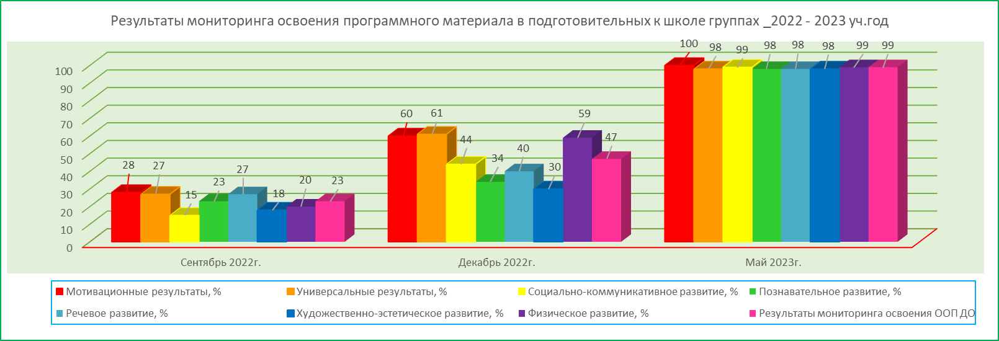 Результаты мониторинга освоения программного материала в подготовительных к школе группах _2022 - 2023 уч.год
100
90
80
70
60
50
40
30
20
10
0
28 27 15 23 27 18 20 23
60 61 44 34 40 30 59 47
100 98 99 98 98 98 99 99
Сентябрь 2022г. Декабрь 2022г. Май 2023г.
Мотивационные результаты, % Универсальные результаты, % Социально-коммуникативное развитие, % Познавательное развитие, %
Речевое развитие, % Художественно-эстетическое развитие, % Физическое развитие, % Результаты мониторинга освоения ООП ДО